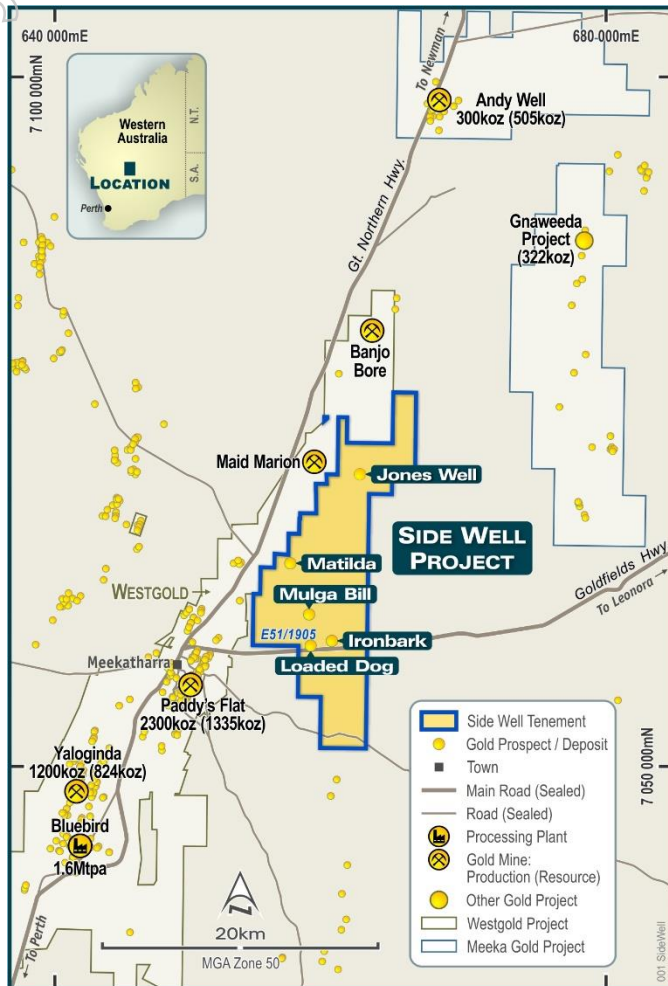 640 000mE
680 000mE
7 100 000mN
To Newman
Western
Australia
N.T.
S.A.
LOCATION
Perth
Andy Well
300koz (505koz)
Gt. Northern Hwy.
Gnaweeda
Project
(322koz)
Banjo
Bore
Maid Marion
Jones Well
SIDE WELL
PROJECT
Matilda
Goldfields Hwy
To Leonora
WESTGOLD
Mulga Bill
E51/1905
Ironbark
Loaded Dog
Meekatharra
Paddy's Flat
2300koz (1335koz)
Yaloginda
1200koz (824koz)
Bluebird
1.6Mtpa
7 050 000mN
Side Well Tenement
Gold Prospect / Deposit
Town
Main Road (Sealed)
Road (Sealed)
Processing Plant
Gold Mine:
Production (Resource)
Other Gold Project
Westgold Project
Meeka Gold Project
N
20km
MGA Zone 50
To Perth
001 SideWell